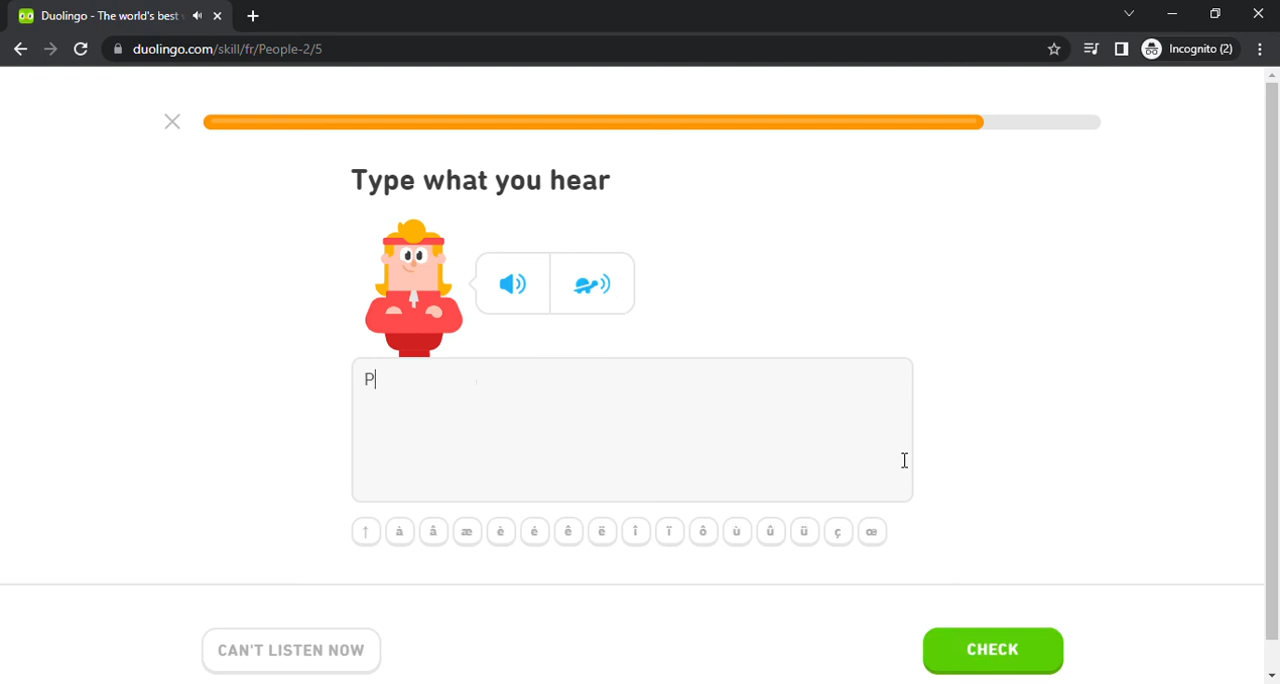 Duolingo - The world's best
duolingo.com/skill/fr/People-2/5
Incognito (2)
Type what you hear
P
↑ à â æ è é ê ë î ï ô ù û ü ç œ
CAN'T LISTEN NOW
CHECK